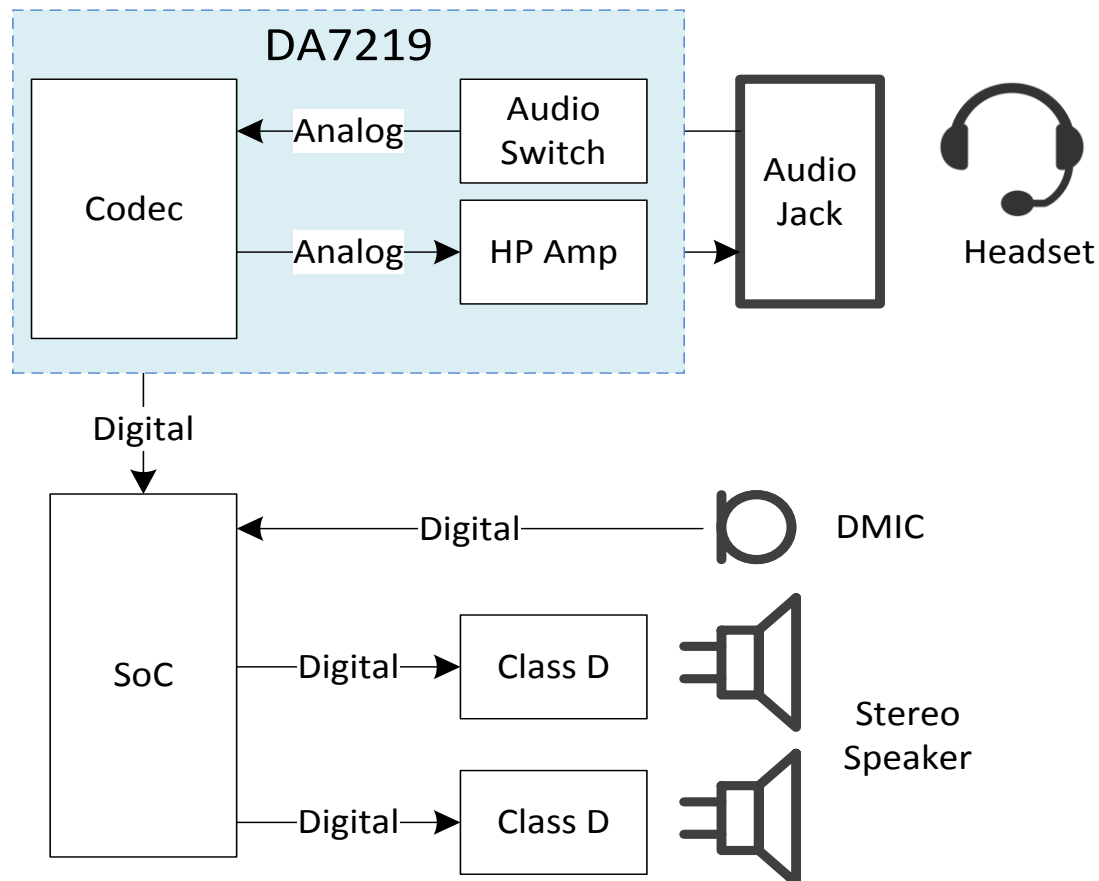 DA7219
Codec
Analog
Audio
Switch
Analog
HP Amp
Audio
Jack
Headset
Digital
SoC
Digital
DMIC
Digital
Class D
Stereo
Speaker
Digital
Class D